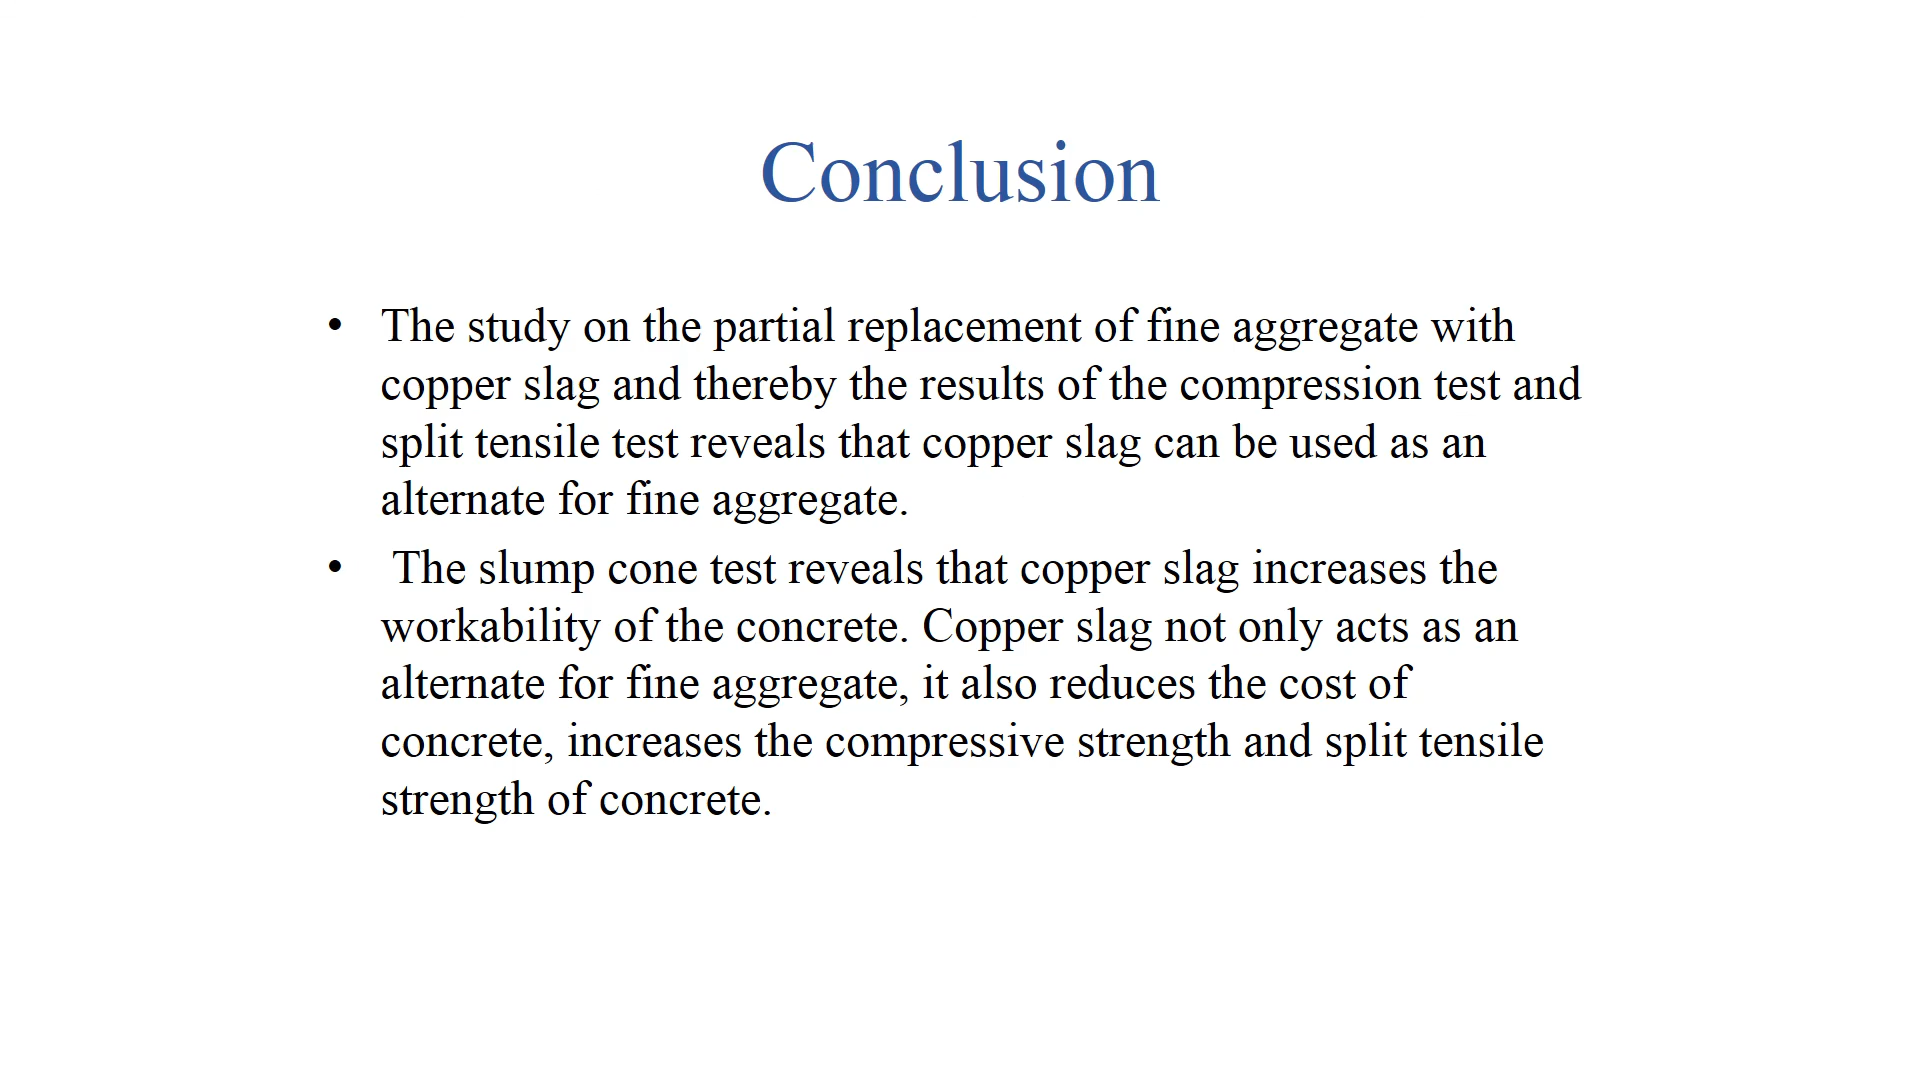 Conclusion
• The study on the partial replacement of fine aggregate with
copper slag and thereby the results of the compression test and
split tensile test reveals that copper slag can be used as an
alternate for fine aggregate.
• The slump cone test reveals that copper slag increases the
workability of the concrete. Copper slag not only acts as an
alternate for fine aggregate, it also reduces the cost of
concrete, increases the compressive strength and split tensile
strength of concrete.